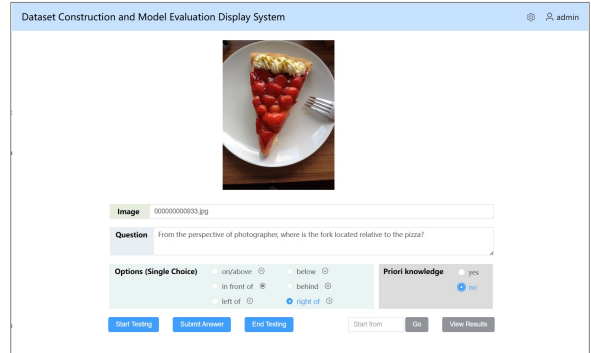 Dataset Construction and Model Evaluation Display System admin
Image 000000000933.jpg
Question From the perspective of photographer, where is the fork located relative to the pizza?
Options (Single Choice) on/above below Priori knowledge yes
in front of behind no
left of right of
Start Testing Submit Answer End Testing Start from Go View Results